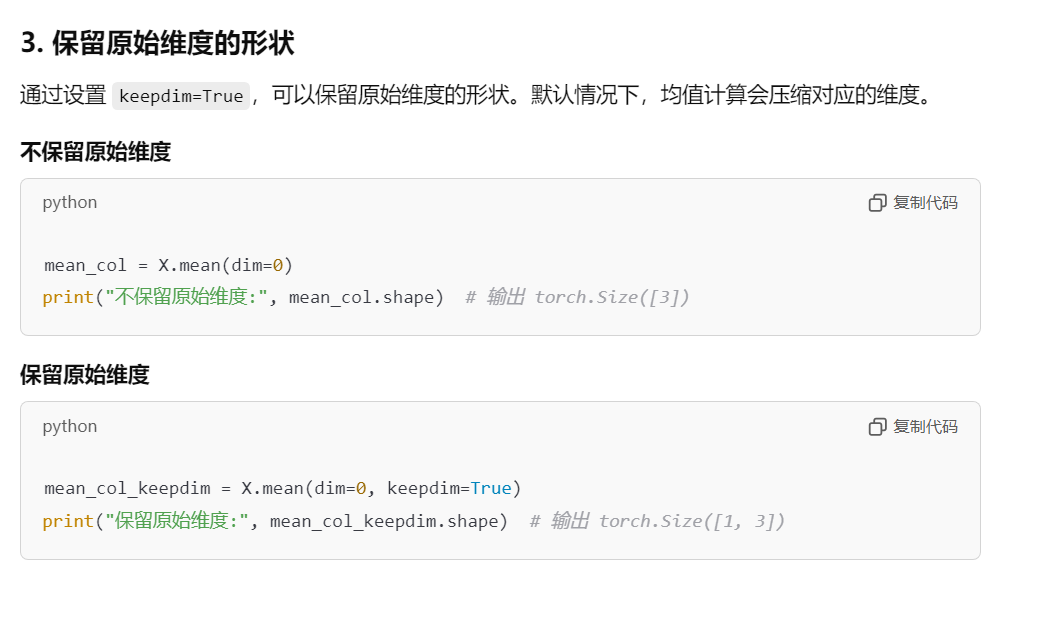 3. 保留原始维度的形状
通过设置 keepdim=True，可以保留原始维度的形状。默认情况下，均值计算会压缩对应的维度。
不保留原始维度
python 复制代码
mean_col = X.mean(dim=0)
print("不保留原始维度:", mean_col.shape)  # 输出 torch.Size([3])
保留原始维度
python 复制代码
mean_col_keepdim = X.mean(dim=0, keepdim=True)
print("保留原始维度:", mean_col_keepdim.shape)  # 输出 torch.Size([1, 3])